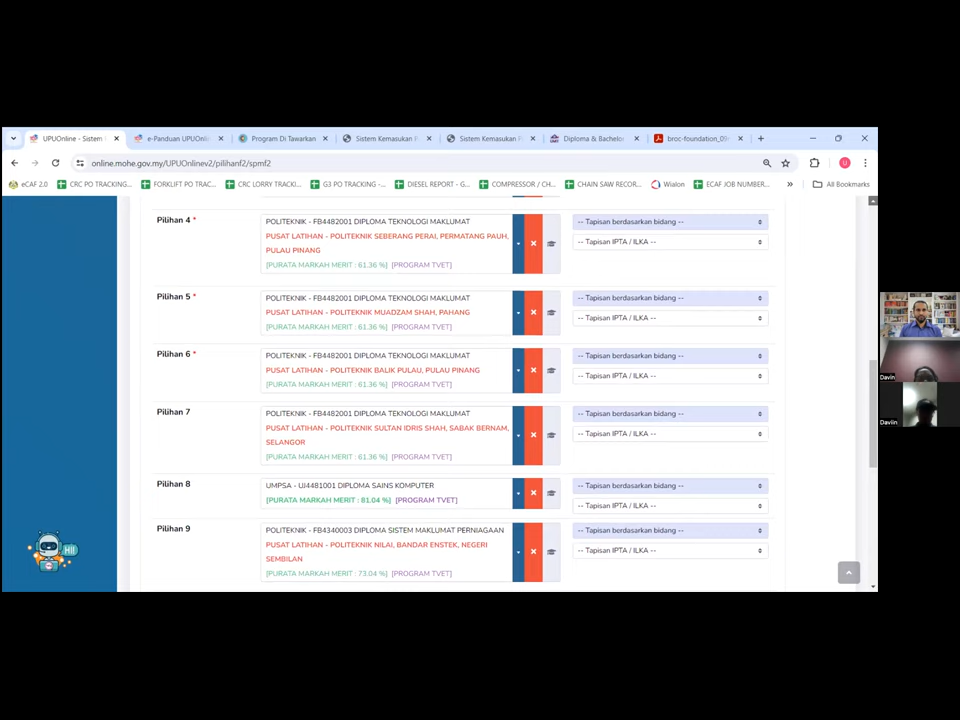 UPUOnline - Sistem
e-Panduan UPUOnli
Program Di Tawarkan
Sistem Kemasukan P
Sistem Kemasukan P
Diploma & Bachelor
broc-foundation_09
online.mohe.gov.my/UPUOnlinev2/pilihanf2/spmf2
U
eCAF 2.0
CRC PO TRACKING...
FORKLIFT PO TRAC...
CRC LORRY TRACKI...
G3 PO TRACKING -...
DIESEL REPORT - G...
COMPRESSOR / CH...
CHAIN SAW RECOR...
Wialon
ECAF JOB NUMBER...
»
All Bookmarks
Pilihan 4 *
POLITEKNIK - FB4482001 DIPLOMA TEKNOLOGI MAKLUMAT
PUSAT LATIHAN - POLITEKNIK SEBERANG PERAI, PERMATANG PAUH,
PULAU PINANG
[PURATA MARKAH MERIT : 61.36 %] [PROGRAM TVET]
-- Tapisan berdasarkan bidang --
-- Tapisan IPTA / ILKA --
Pilihan 5 *
POLITEKNIK - FB4482001 DIPLOMA TEKNOLOGI MAKLUMAT
PUSAT LATIHAN - POLITEKNIK MUADZAM SHAH, PAHANG
[PURATA MARKAH MERIT : 61.36 %] [PROGRAM TVET]
-- Tapisan berdasarkan bidang --
-- Tapisan IPTA / ILKA --
Pilihan 6 *
POLITEKNIK - FB4482001 DIPLOMA TEKNOLOGI MAKLUMAT
PUSAT LATIHAN - POLITEKNIK BALIK PULAU, PULAU PINANG
[PURATA MARKAH MERIT : 61.36 %] [PROGRAM TVET]
-- Tapisan berdasarkan bidang --
-- Tapisan IPTA / ILKA --
Pilihan 7
POLITEKNIK - FB4482001 DIPLOMA TEKNOLOGI MAKLUMAT
PUSAT LATIHAN - POLITEKNIK SULTAN IDRIS SHAH, SABAK BERNAM,
SELANGOR
[PURATA MARKAH MERIT : 61.36 %] [PROGRAM TVET]
-- Tapisan berdasarkan bidang --
-- Tapisan IPTA / ILKA --
Pilihan 8
UMPSA - UJ4481001 DIPLOMA SAINS KOMPUTER
[PURATA MARKAH MERIT : 81.04 %] [PROGRAM TVET]
-- Tapisan berdasarkan bidang --
-- Tapisan IPTA / ILKA --
Pilihan 9
POLITEKNIK - FB4340003 DIPLOMA SISTEM MAKLUMAT PERNIAGAAN
PUSAT LATIHAN - POLITEKNIK NILAI, BANDAR ENSTEK, NEGERI
SEMBILAN
[PURATA MARKAH MERIT : 73.04 %] [PROGRAM TVET]
-- Tapisan berdasarkan bidang --
-- Tapisan IPTA / ILKA --
HI!
Davin
Daviin